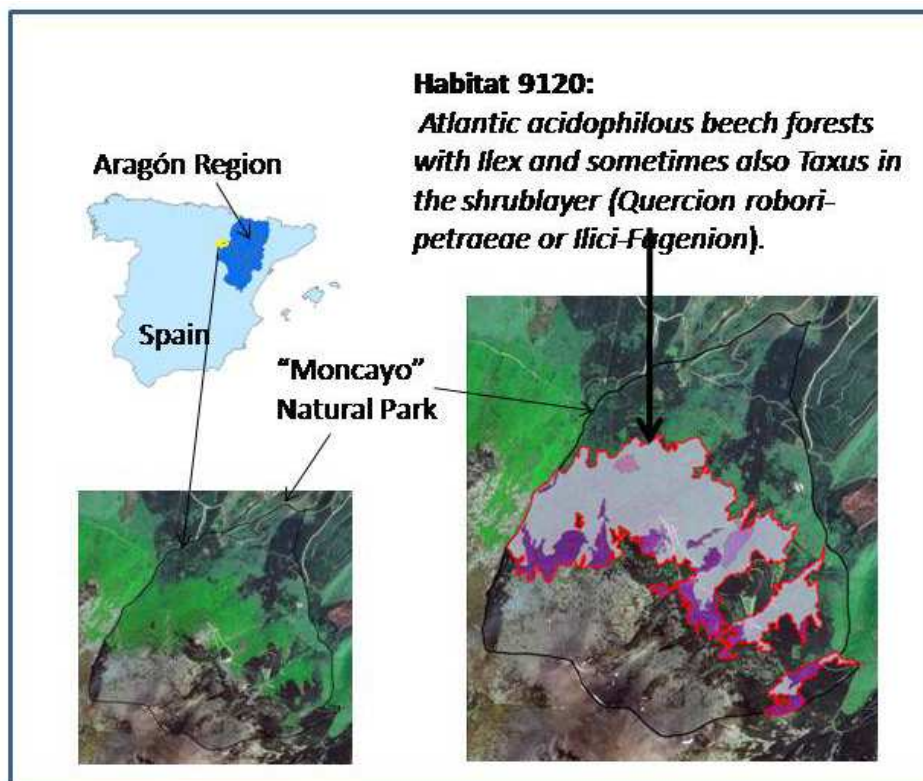 Habitat 9120:
Atlantic acidophilous beech forests
with Ilex and sometimes also Taxus in
the shrublayer (Quercion robori-
petraeae or Ilici-Fagenion).
Aragón Region
Spain
“Moncayo”
Natural Park